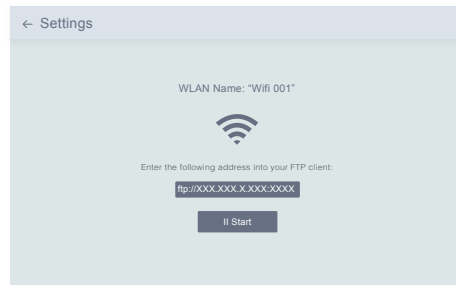 ← Settings
WLAN Name: “Wifi 001”
Enter the following address into your FTP client:
ftp://XXX.XXX.X.XXX:XXXX
II Start